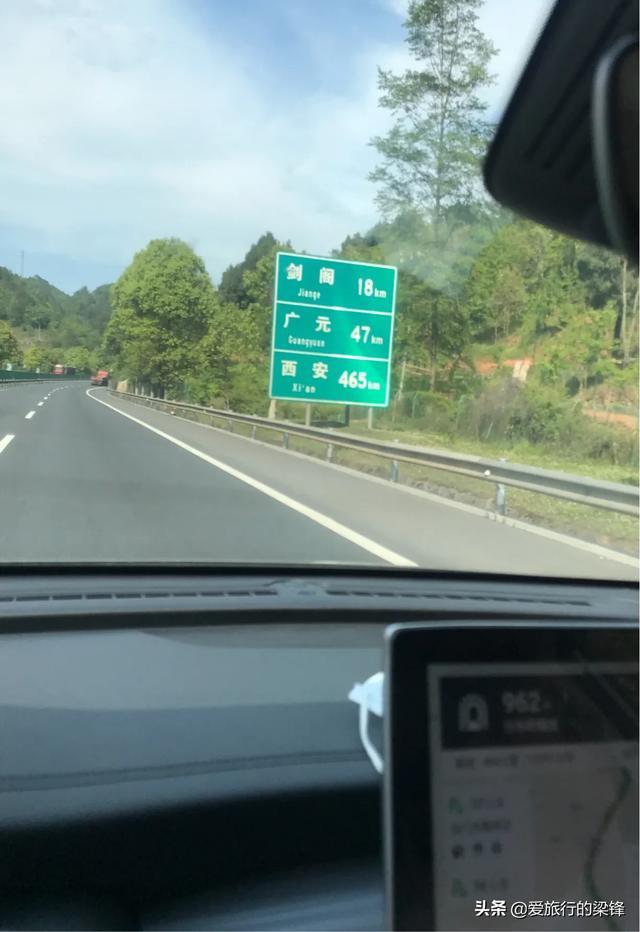 剑阁 18km
Jiange
广元 47km
Guangyuan
西安 465km
Xi'an
962
头条 @爱旅行的梁锋